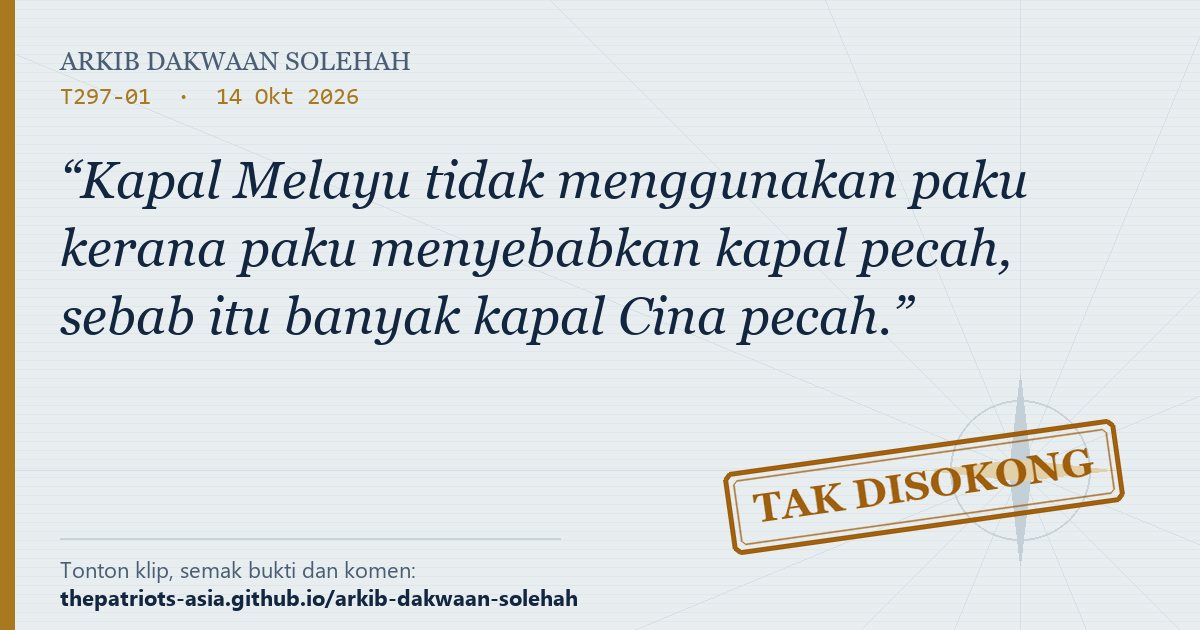 ARKIB DAKWAAN SOLEHAH
T297-01 · 14 Okt 2026
“Kapal Melayu tidak menggunakan paku
kerana paku menyebabkan kapal pecah,
sebab itu banyak kapal Cina pecah.”
TAK DISOKONG
Tonton klip, semak bukti dan komen:
thepatriots-asia.github.io/arkib-dakwaan-solehah